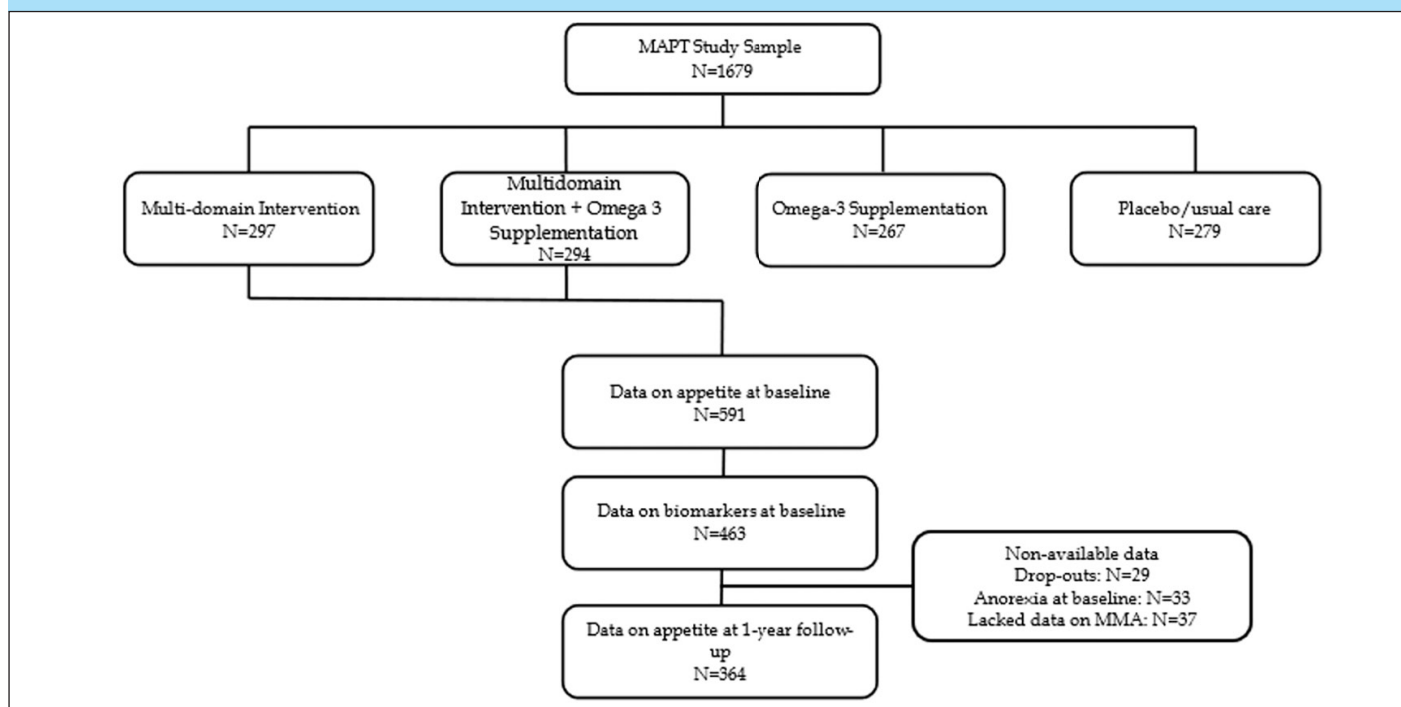 MAPT Study Sample
N=1679
Multi-domain Intervention
N=297
Multidomain
Intervention + Omega 3
Supplementation
N=294
Omega-3 Supplementation
N=267
Placebo/usual care
N=279
Data on appetite at baseline
N=591
Data on biomarkers at baseline
N=463
Non-available data
Drop-outs: N=29
Anorexia at baseline: N=33
Lacked data on MMA: N=37
Data on appetite at 1-year follow-
up
N=364